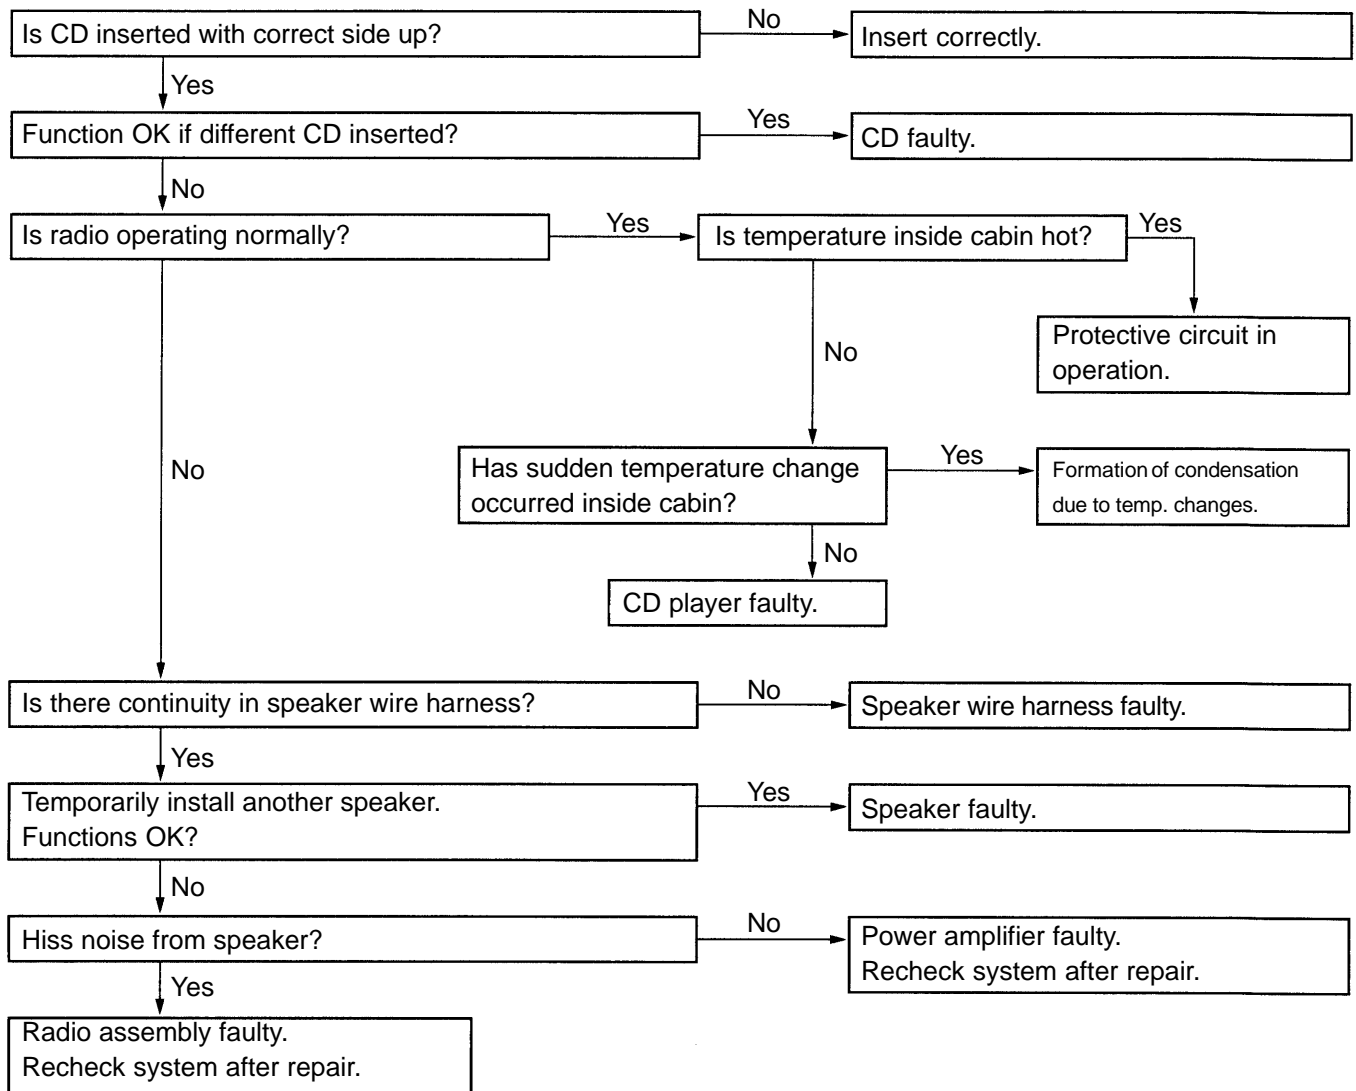 Is CD inserted with correct side up?
No
Insert correctly.
Yes
Function OK if different CD inserted?
Yes
CD faulty.
No
Is radio operating normally?
Yes
Is temperature inside cabin hot?
Yes
Protective circuit in
operation.
No
No
Has sudden temperature change
occurred inside cabin?
Yes
Formation of condensation
due to temp. changes.
No
CD player faulty.
Is there continuity in speaker wire harness?
No
Speaker wire harness faulty.
Yes
Temporarily install another speaker.
Functions OK?
Yes
Speaker faulty.
No
Hiss noise from speaker?
No
Power amplifier faulty.
Recheck system after repair.
Yes
Radio assembly faulty.
Recheck system after repair.